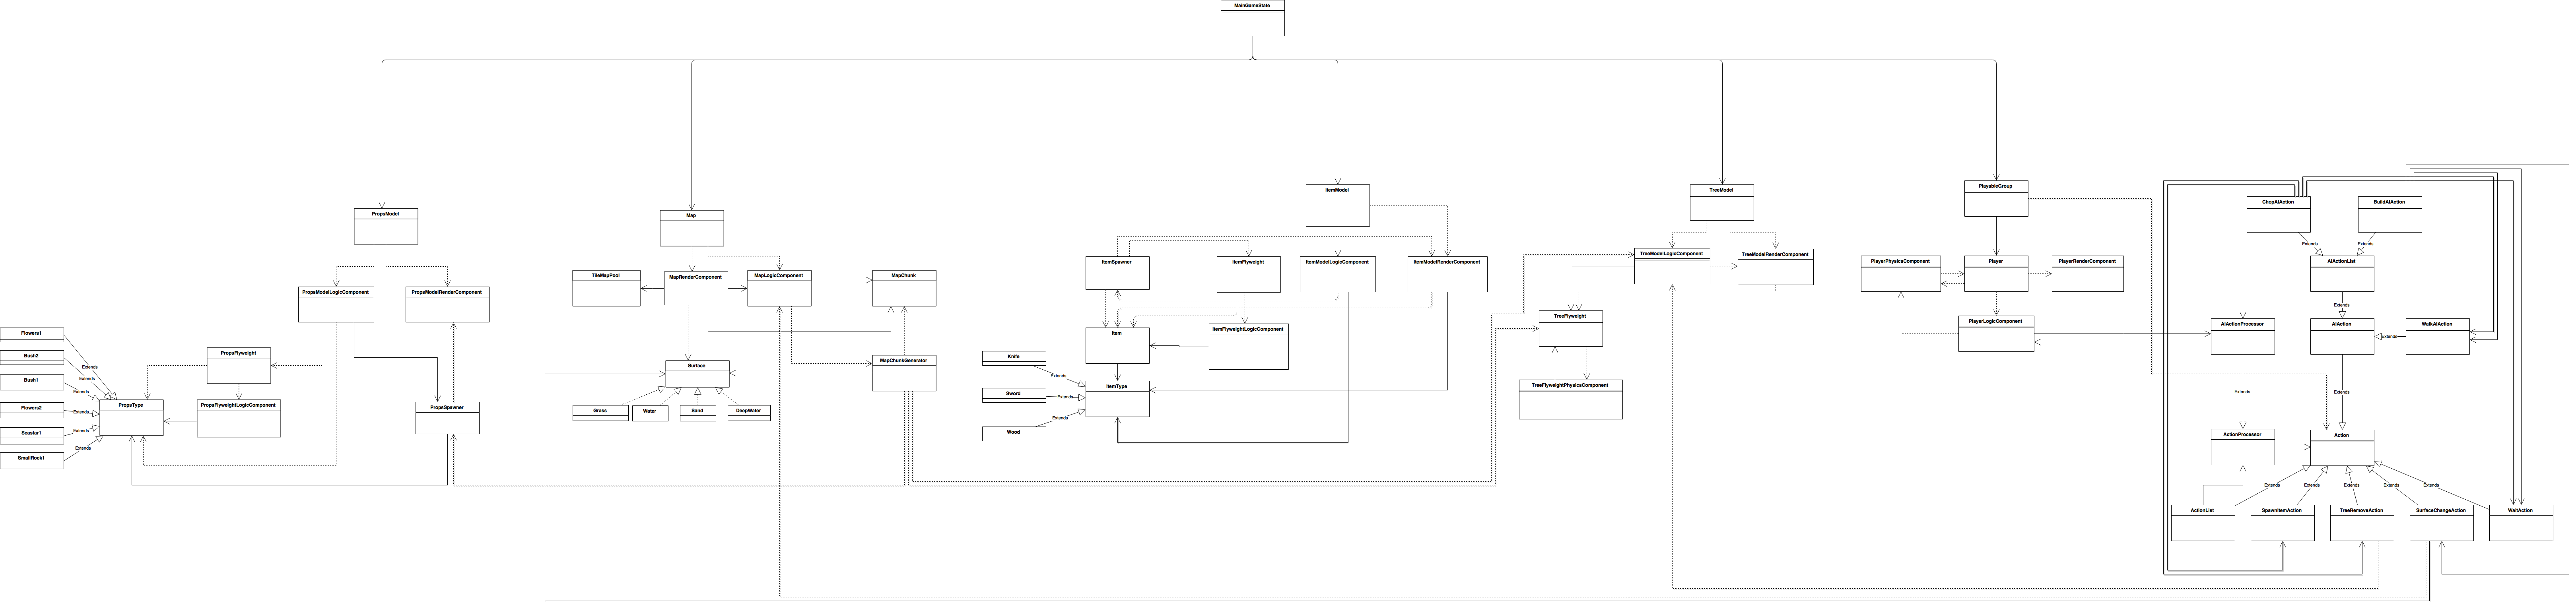 MainGameState
PropsModel
Map
ItemModel
TreeModel
PlayableGroup
ChopAIAction
BuildAIAction
Extends
Extends
PropsModelLogicComponent
PropsModelRenderComponent
TileMapPool
MapRenderComponent
MapLogicComponent
MapChunk
ItemSpawner
ItemFlyweight
ItemModelLogicComponent
ItemModelRenderComponent
TreeModelLogicComponent
TreeModelRenderComponent
PlayerPhysicsComponent
Player
PlayerRenderComponent
AIActionList
Extends
Flowers1
Bush2
Bush1
Flowers2
Seastar1
SmallRock1
Extends
Extends
Extends
Extends
Extends
Extends
PropsType
PropsFlyweight
PropsFlyweightLogicComponent
PropsSpawner
Surface
MapChunkGenerator
Grass
Water
Sand
DeepWater
Item
ItemFlyweightLogicComponent
Knife
Sword
Wood
Extends
Extends
Extends
ItemType
TreeFlyweight
TreeFlyweightPhysicsComponent
PlayerLogicComponent
AIActionProcessor
AIAction
Extends
WalkAIAction
Extends
Extends
ActionProcessor
Action
Extends
Extends
Extends
Extends
Extends
ActionList
SpawnItemAction
TreeRemoveAction
SurfaceChangeAction
WaitAction